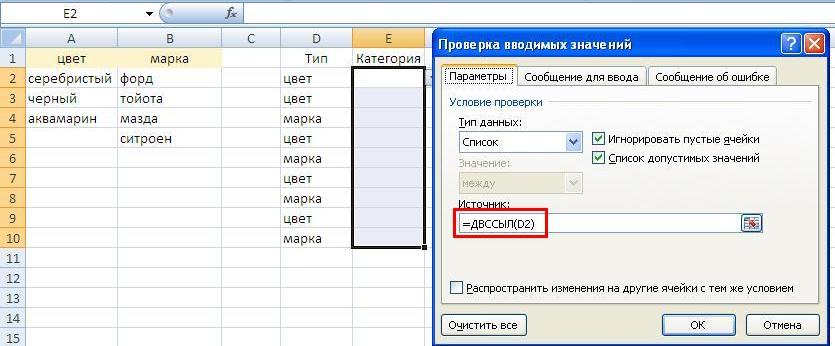 E2 fx
A B C D E
1 цвет марка Тип Категория
2 серебристый форд цвет
3 черный тойота цвет
4 аквамарин мазда марка
5 ситроен цвет
6 марка
7 цвет
8 марка
9 цвет
10 марка
11
12
13
14
15
Проверка вводимых значений
Параметры Сообщение для ввода Сообщение об ошибке
Условие проверки
Тип данных:
Список Игнорировать пустые ячейки
Значение: Список допустимых значений
между
Источник:
=ДВССЫЛ(D2)
Распространить изменения на другие ячейки с тем же условием
Очистить все ОК Отмена